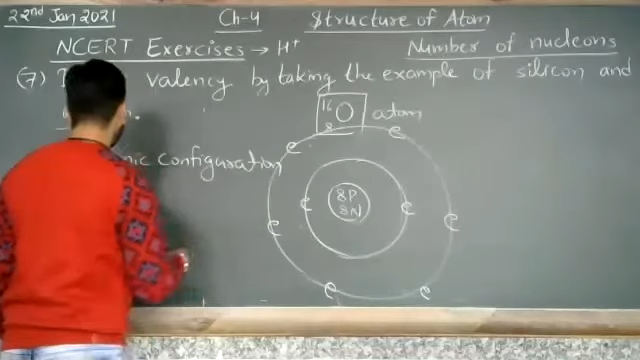 22nd Jan 2021
Ch-4
Structure of Atom
NCERT Exercises → H+
Number of nucleons
(7) valency by taking the example of silicon and
16
8 O
atom
nic configuration
8P
8N
e
e
e
e
e
e
e
e